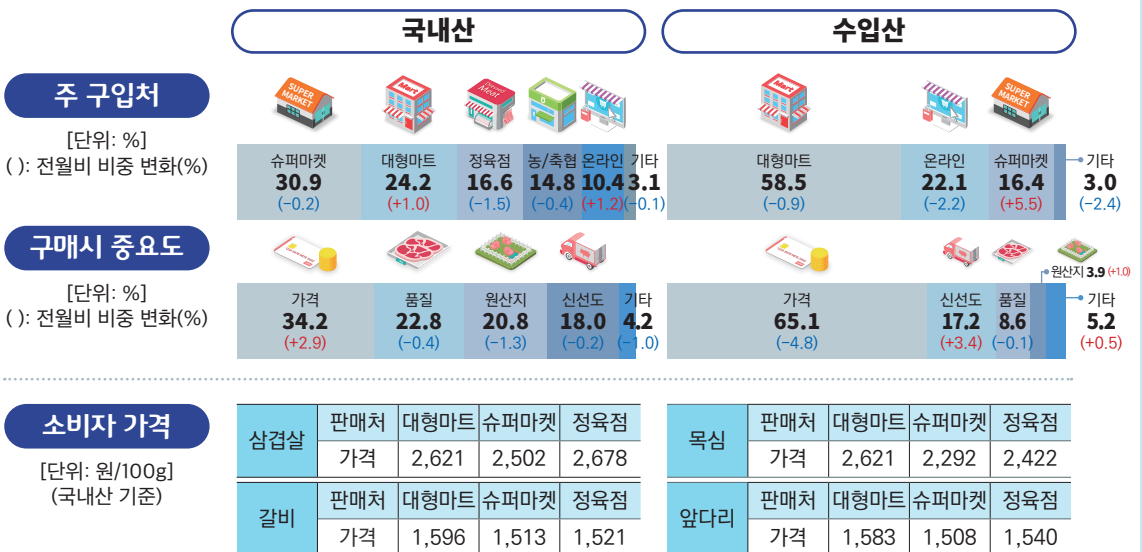 국내산
수입산
주 구입처
[단위: %]
( ): 전월비 비중 변화(%)
SUPER MARKET
Mart
Meat
Mart
SUPER MARKET
슈퍼마켓 대형마트 정육점 농/축협 온라인 기타
30.9 24.2 16.6 14.8 10.4 3.1
(−0.2) (+1.0) (−1.5) (−0.4) (+1.2) (−0.1)
대형마트 온라인 슈퍼마켓 기타
58.5 22.1 16.4 3.0
(−0.9) (−2.2) (+5.5) (−2.4)
구매시 중요도
[단위: %]
( ): 전월비 비중 변화(%)
가격 품질 원산지 신선도 기타
34.2 22.8 20.8 18.0 4.2
(+2.9) (−0.4) (−1.3) (−0.2) (−1.0)
원산지 3.9 (+1.0)
가격 신선도 품질 기타
65.1 17.2 8.6 5.2
(−4.8) (+3.4) (−0.1) (+0.5)
소비자 가격
[단위: 원/100g]
(국내산 기준)
삼겹살 판매처 대형마트 슈퍼마켓 정육점
가격 2,621 2,502 2,678
목심 판매처 대형마트 슈퍼마켓 정육점
가격 2,621 2,292 2,422
갈비 판매처 대형마트 슈퍼마켓 정육점
가격 1,596 1,513 1,521
앞다리 판매처 대형마트 슈퍼마켓 정육점
가격 1,583 1,508 1,540